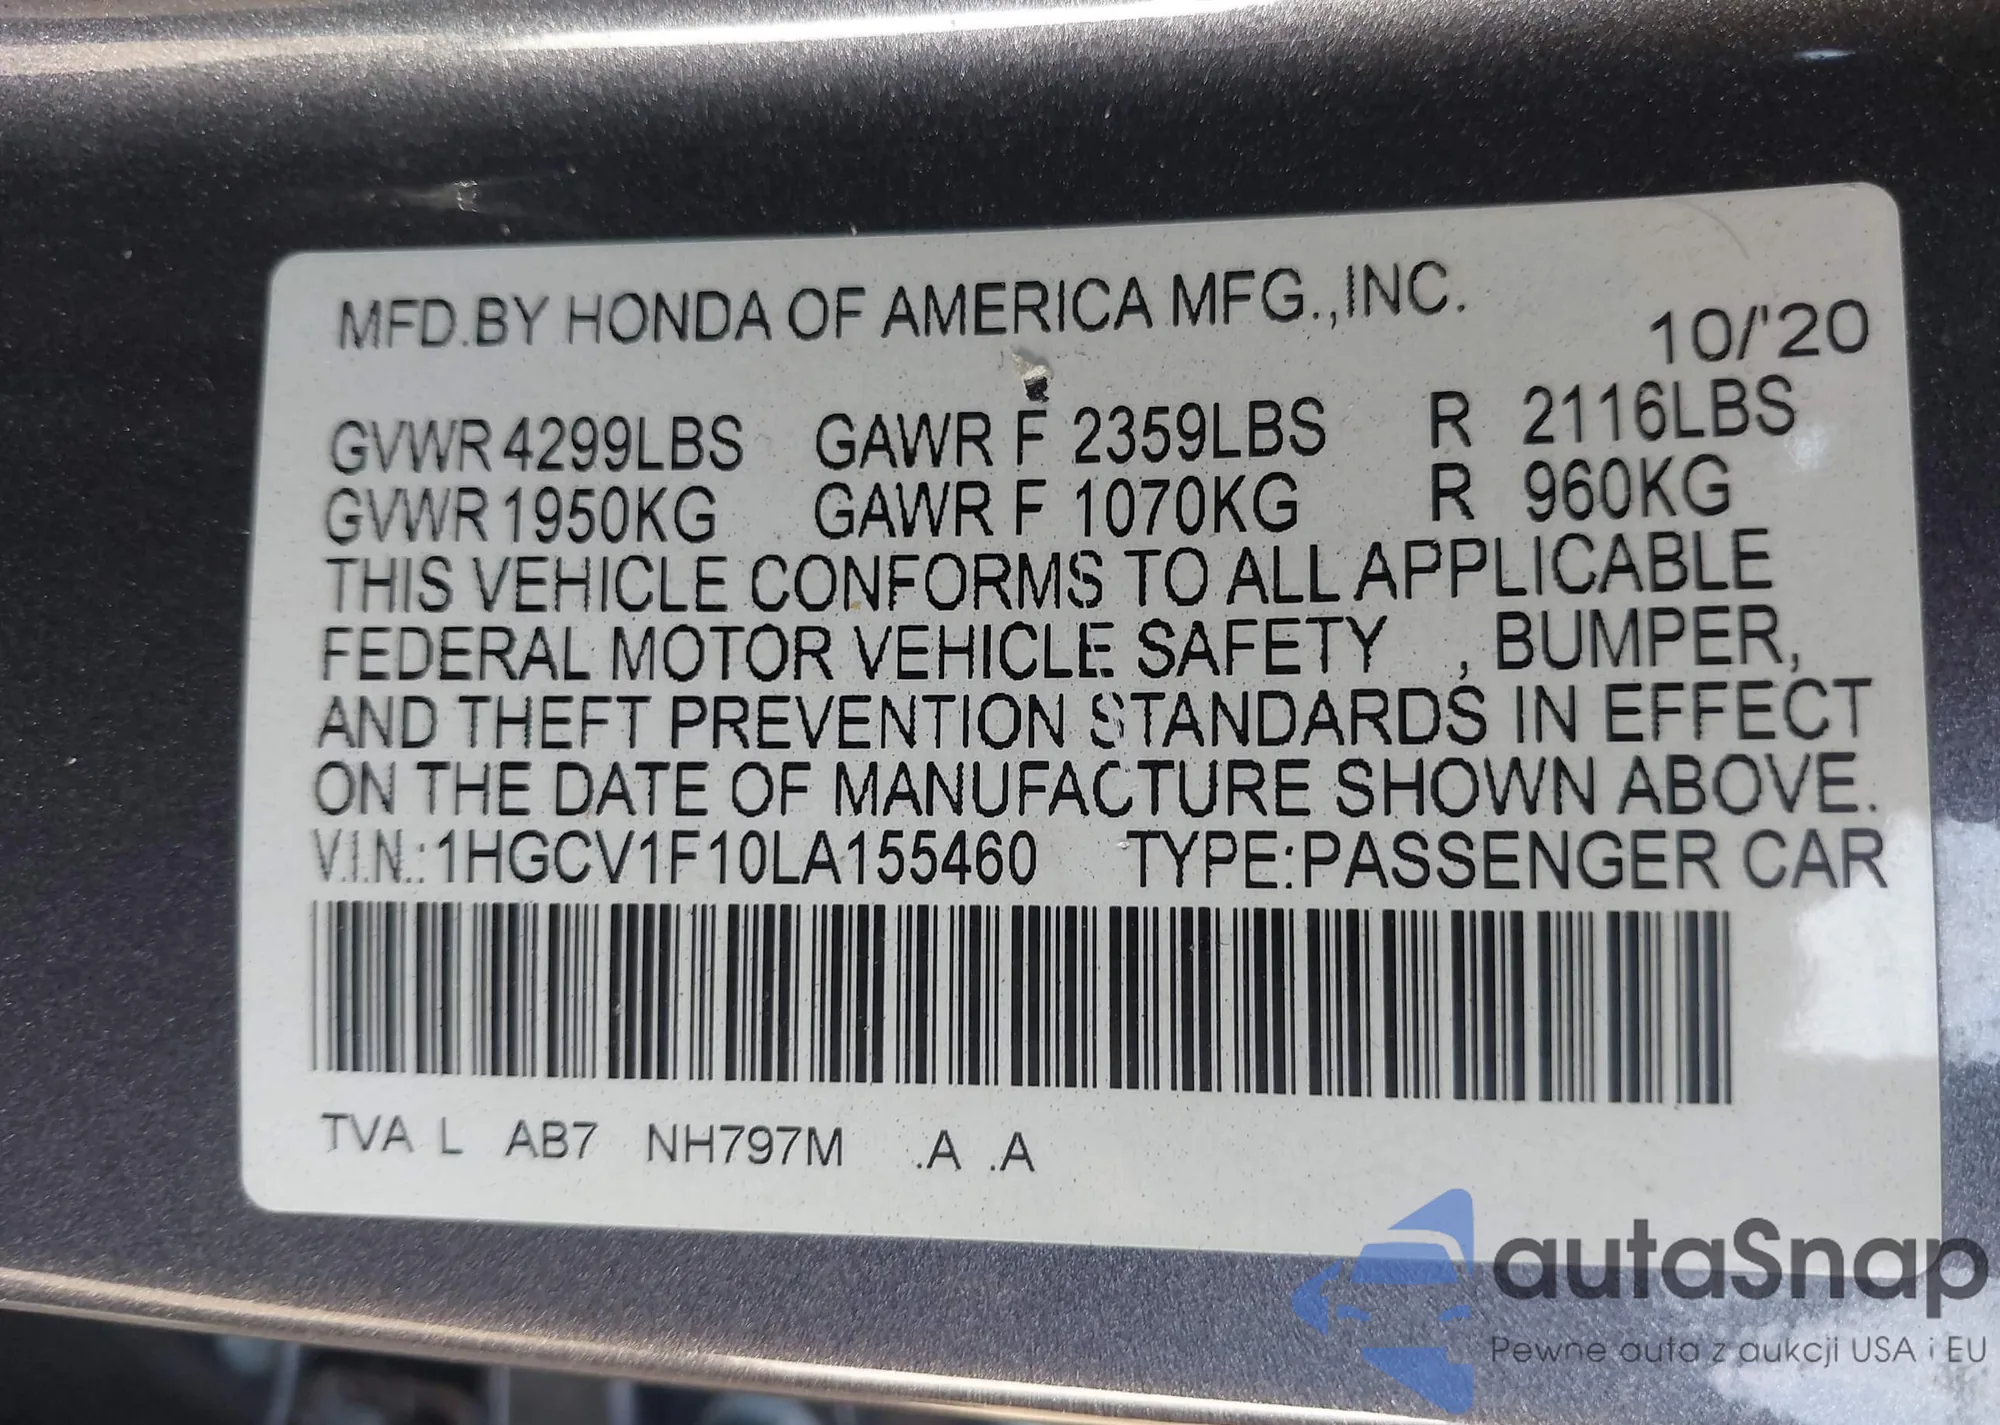 MFD.BY HONDA OF AMERICA MFG.,INC.
10/'20
GVWR 4299LBS GAWR F 2359LBS R 2116LBS
GVWR 1950KG GAWR F 1070KG R 960KG
THIS VEHICLE CONFORMS TO ALL APPLICABLE
FEDERAL MOTOR VEHICLE SAFETY , BUMPER,
AND THEFT PREVENTION STANDARDS IN EFFECT
ON THE DATE OF MANUFACTURE SHOWN ABOVE.
V.I.N.:1HGCV1F10LA155460 TYPE:PASSENGER CAR
TVA L AB7 NH797M .A .A
autaSnap
Pewne auta z aukcji USA i EU